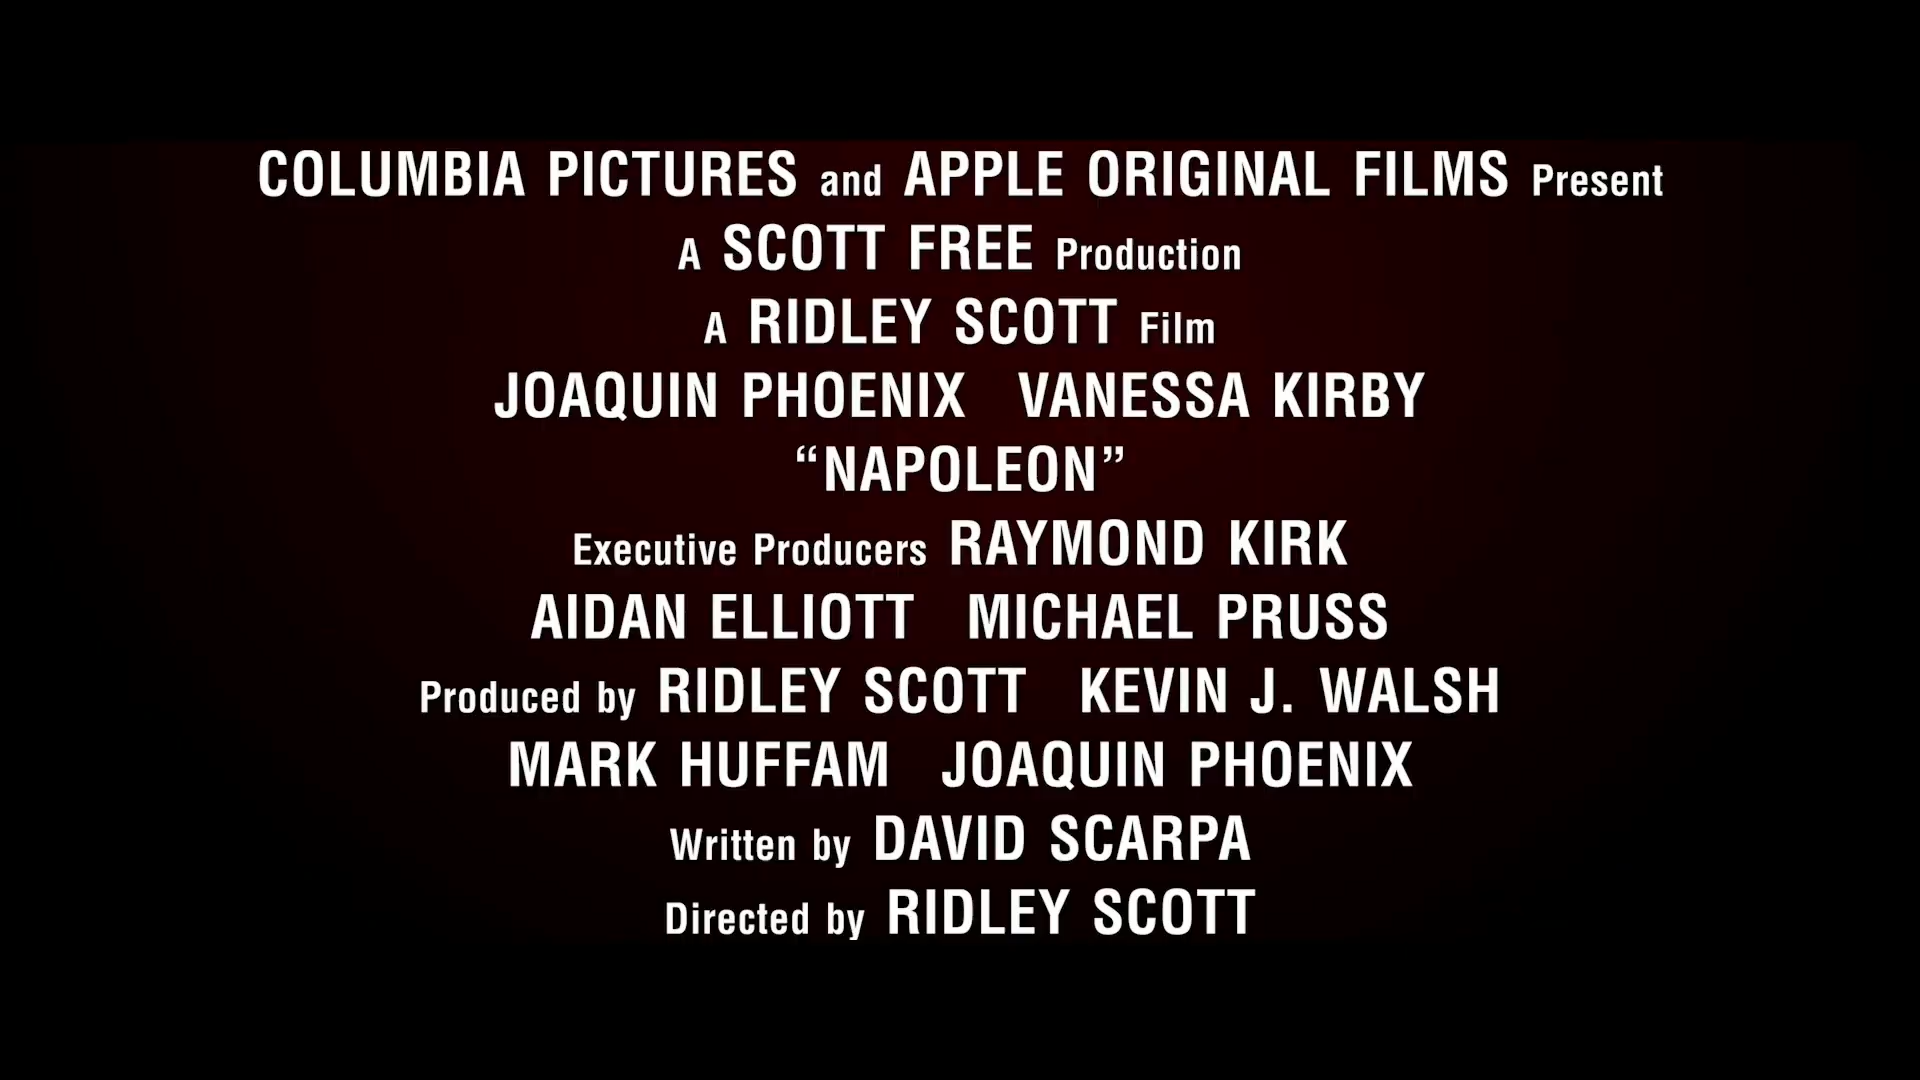 COLUMBIA PICTURES and APPLE ORIGINAL FILMS Present
A SCOTT FREE Production
A RIDLEY SCOTT Film
JOAQUIN PHOENIX VANESSA KIRBY
“NAPOLEON”
Executive Producers RAYMOND KIRK
AIDAN ELLIOTT MICHAEL PRUSS
Produced by RIDLEY SCOTT KEVIN J. WALSH
MARK HUFFAM JOAQUIN PHOENIX
Written by DAVID SCARPA
Directed by RIDLEY SCOTT